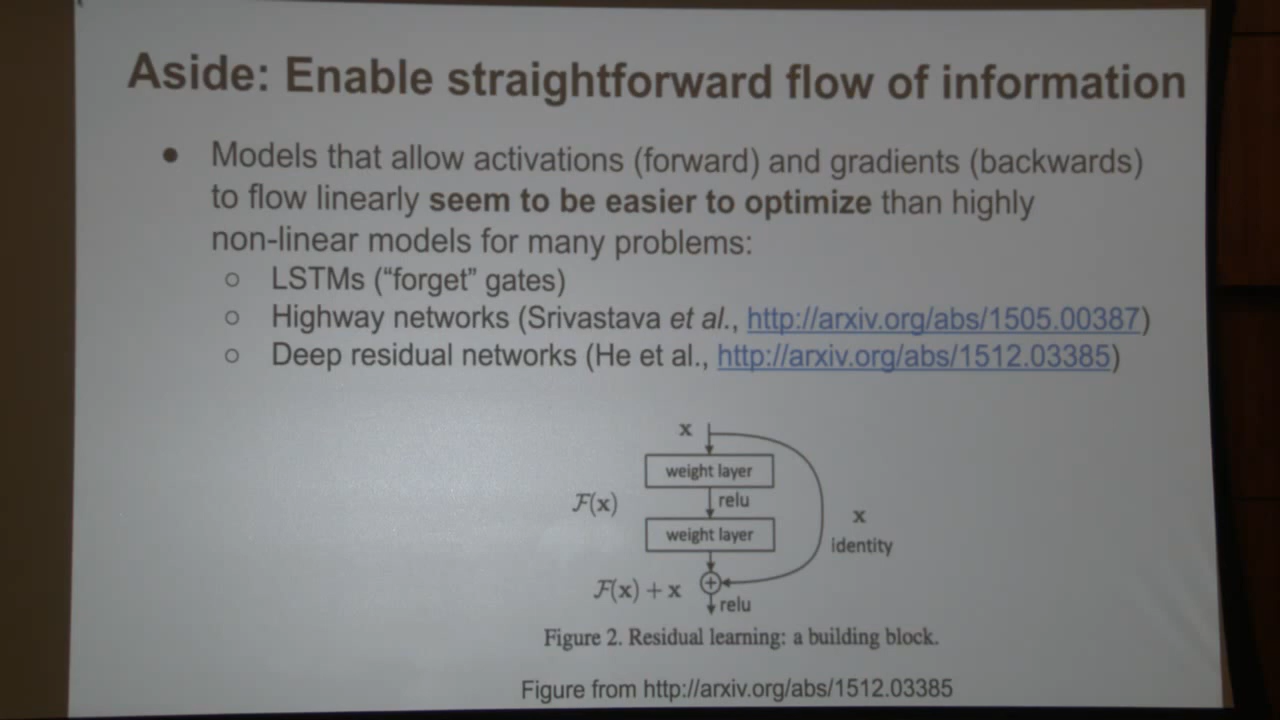 Aside: Enable straightforward flow of information
● Models that allow activations (forward) and gradients (backwards)
to flow linearly seem to be easier to optimize than highly
non-linear models for many problems:
○ LSTMs (“forget” gates)
○ Highway networks (Srivastava et al., http://arxiv.org/abs/1505.00387)
○ Deep residual networks (He et al., http://arxiv.org/abs/1512.03385)
x
weight layer
F(x)
relu
weight layer
x
identity
F(x) + x
+
relu
Figure 2. Residual learning: a building block.
Figure from http://arxiv.org/abs/1512.03385